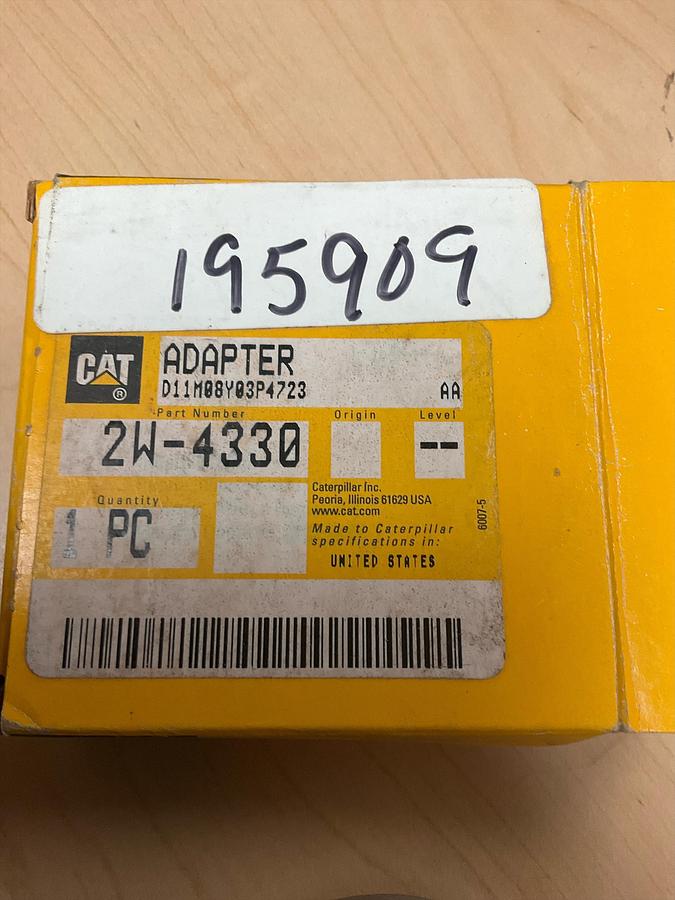 195909
CAT®
ADAPTER
D11M08Y03P4723 AA
Part Number Origin Level
2W-4330 --
Quantity
1 PC
Caterpillar Inc.
Peoria, Illinois 61629 USA
www.cat.com
Made to Caterpillar
specifications in:
UNITED STATES
6007-5